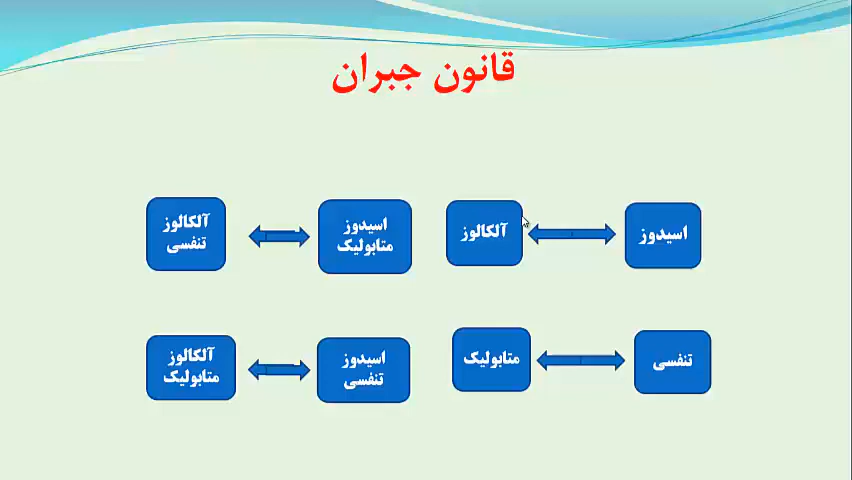 قانون جبران
اسیدوز
آلکالوز
اسیدوز
متابولیک
آلکالوز
تنفسی
تنفسی
متابولیک
اسیدوز
تنفسی
آلکالوز
متابولیک